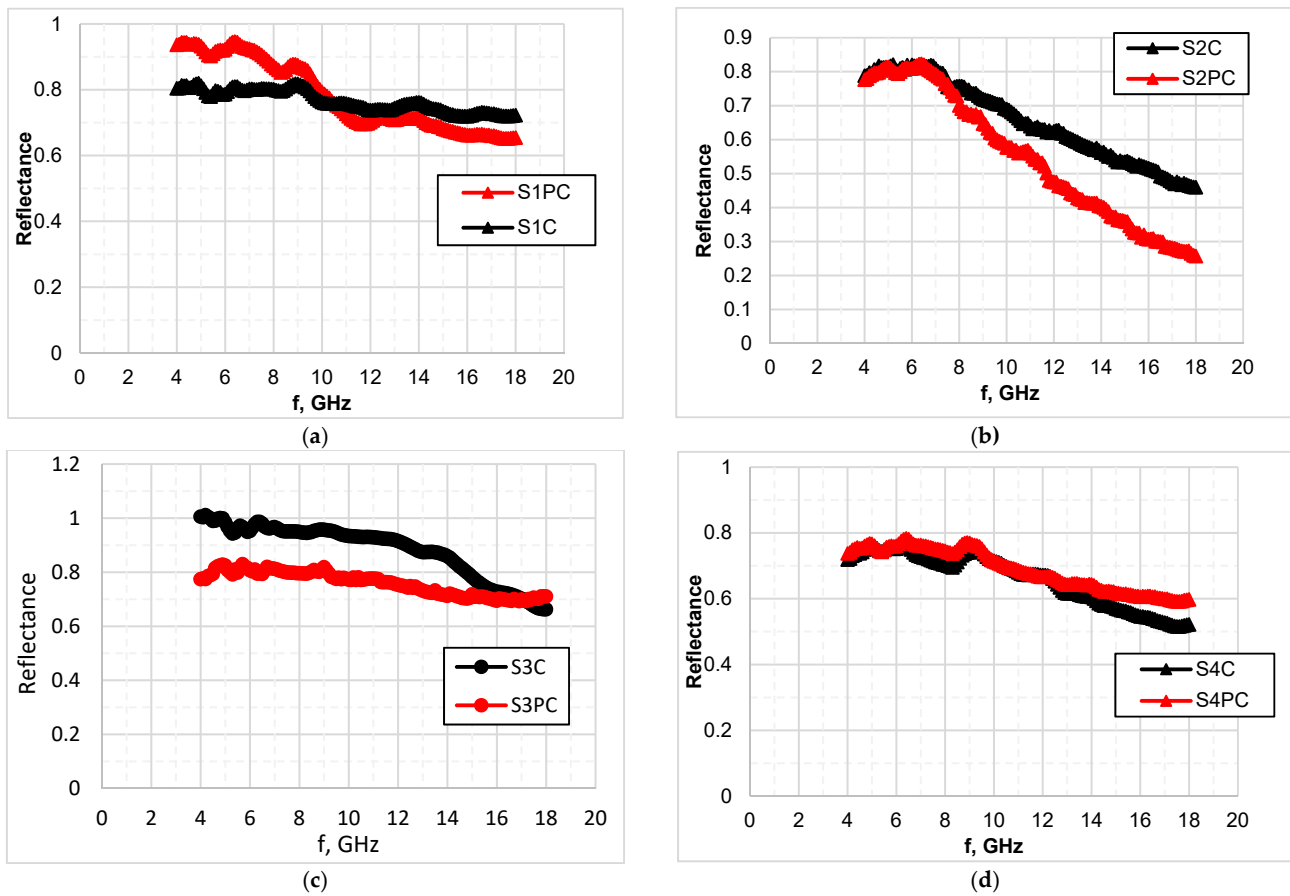 1
0.8
0.6
0.4
0.2
0
Reflectance
S1PC
S1C
0 2 4 6 8 10 12 14 16 18 20
f, GHz
(a)
0.9
0.8
0.7
0.6
0.5
0.4
0.3
0.2
0.1
0
Reflectance
S2C
S2PC
0 2 4 6 8 10 12 14 16 18 20
f, GHz
(b)
1.2
1
0.8
0.6
0.4
0.2
0
Reflectance
S3C
S3PC
0 2 4 6 8 10 12 14 16 18 20
f, GHz
(c)
1
0.8
0.6
0.4
0.2
0
Reflectance
S4C
S4PC
0 2 4 6 8 10 12 14 16 18 20
f, GHz
(d)